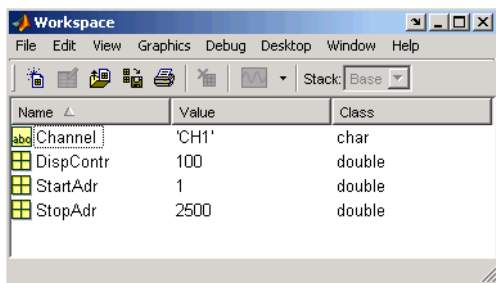 Workspace
File Edit View Graphics Debug Desktop Window Help
Stack: Base
Name Value Class
abc Channel 'CH1' char
DispContr 100 double
StartAdr 1 double
StopAdr 2500 double